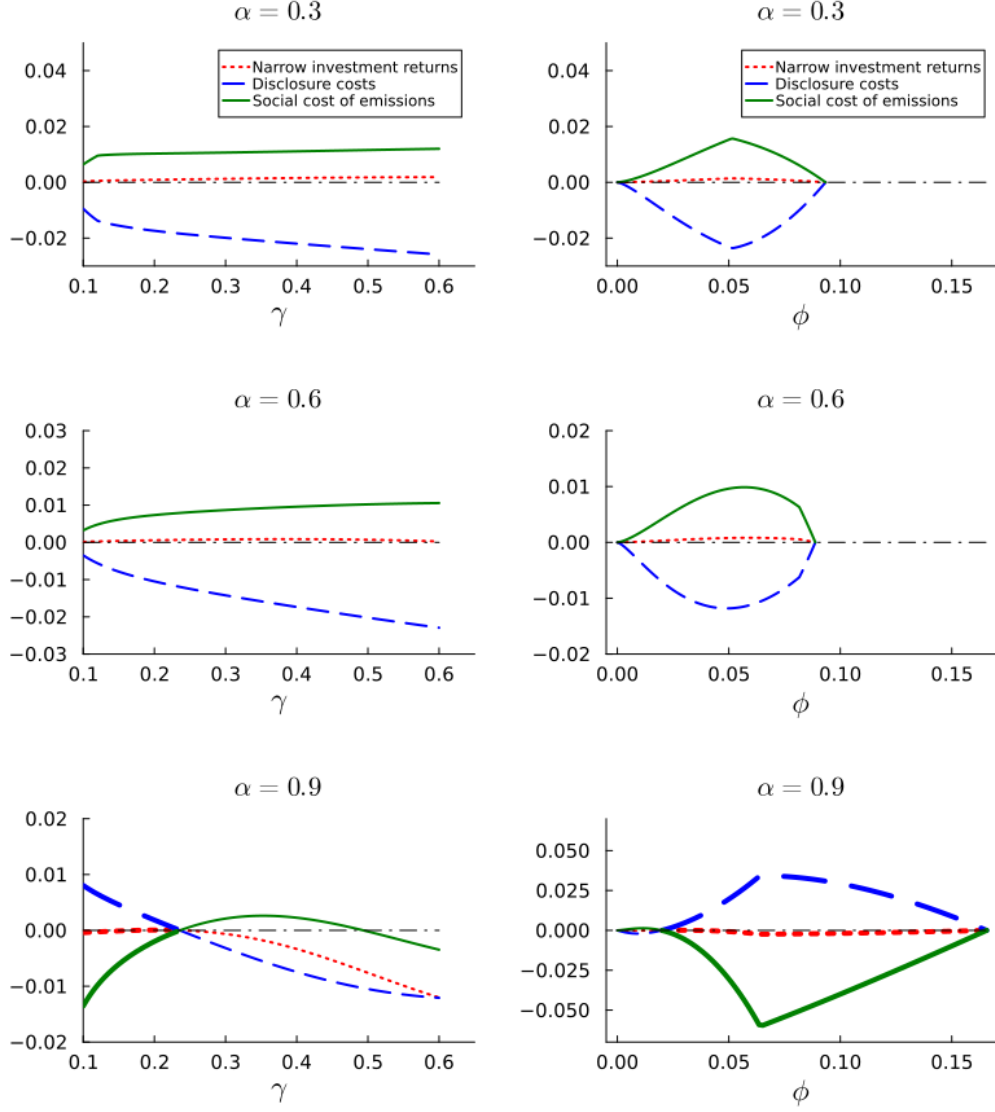 α = 0.3
0.04
0.02
0.00
−0.02
0.1 0.2 0.3 0.4 0.5 0.6
γ
Narrow investment returns
Disclosure costs
Social cost of emissions
α = 0.3
0.04
0.02
0.00
−0.02
0.00 0.05 0.10 0.15
ϕ
Narrow investment returns
Disclosure costs
Social cost of emissions
α = 0.6
0.03
0.03
0.01
0.00
−0.01
−0.02
−0.03
0.1 0.2 0.3 0.4 0.5 0.6
γ
α = 0.6
0.02
0.01
0.00
−0.01
−0.02
0.00 0.05 0.10 0.15
ϕ
α = 0.9
0.02
0.01
0.00
−0.01
−0.02
0.1 0.2 0.3 0.4 0.5 0.6
γ
α = 0.9
0.050
0.025
0.000
−0.025
−0.050
0.00 0.05 0.10 0.15
ϕ